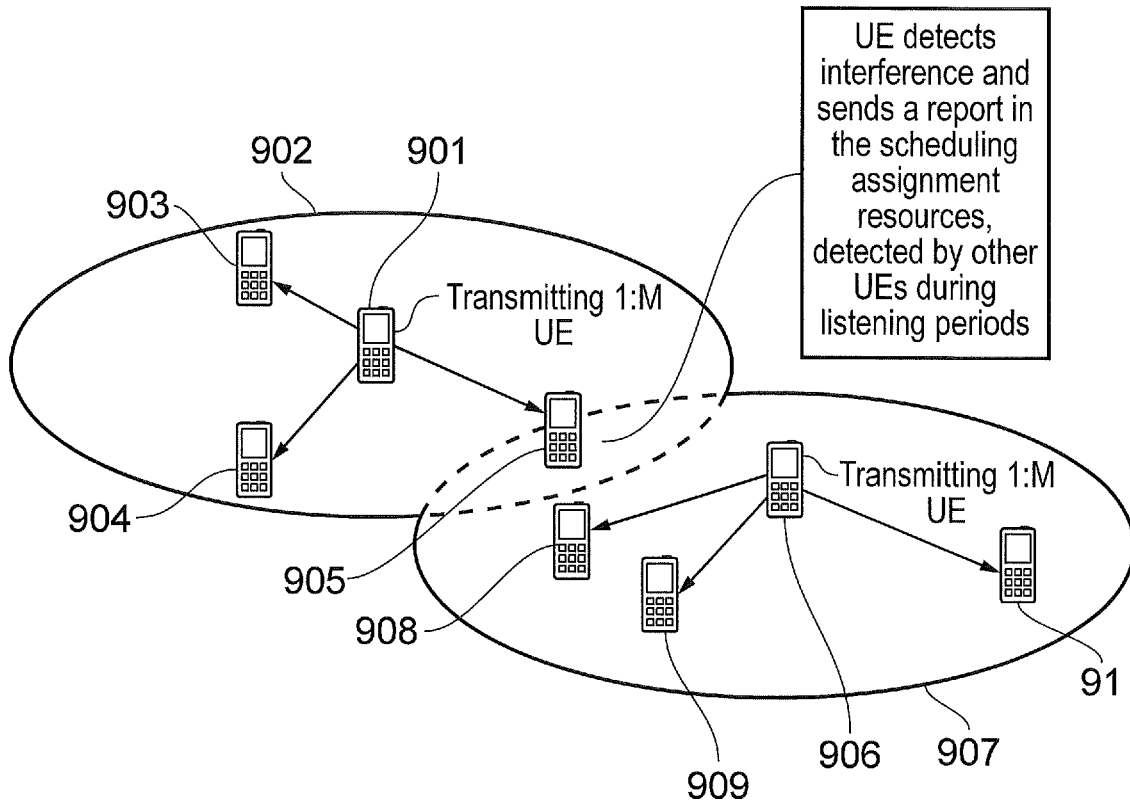 UE detects
interference and
sends a report in
the scheduling
assignment
resources,
detected by other
UEs during
listening periods
902
901
903
Transmitting 1:M
UE
904
905
Transmitting 1:M
UE
908
91
906
907
909